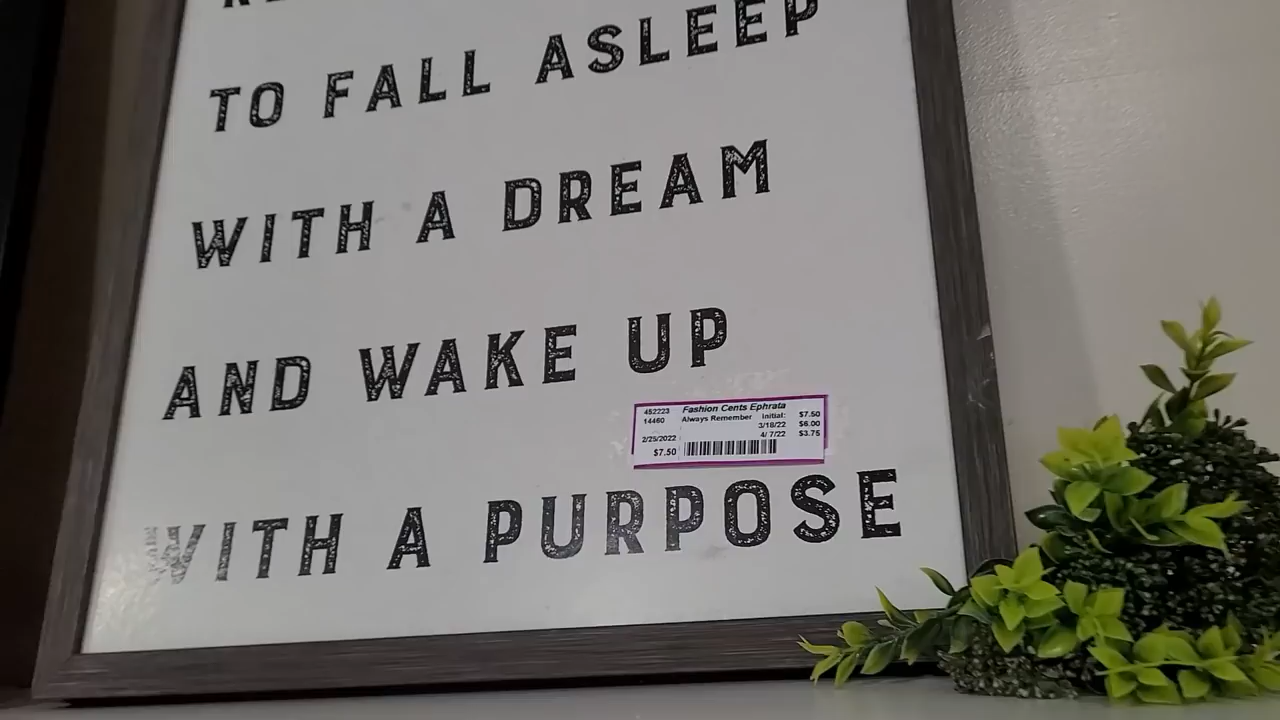 TO FALL ASLEEP
WITH A DREAM
AND WAKE UP
452223 Fashion Cents Ephrata
14460 Always Remember Initial: $7.50
3/18/22 $6.00
2/25/2022 4/ 7/22 $3.75
$7.50
WITH A PURPOSE